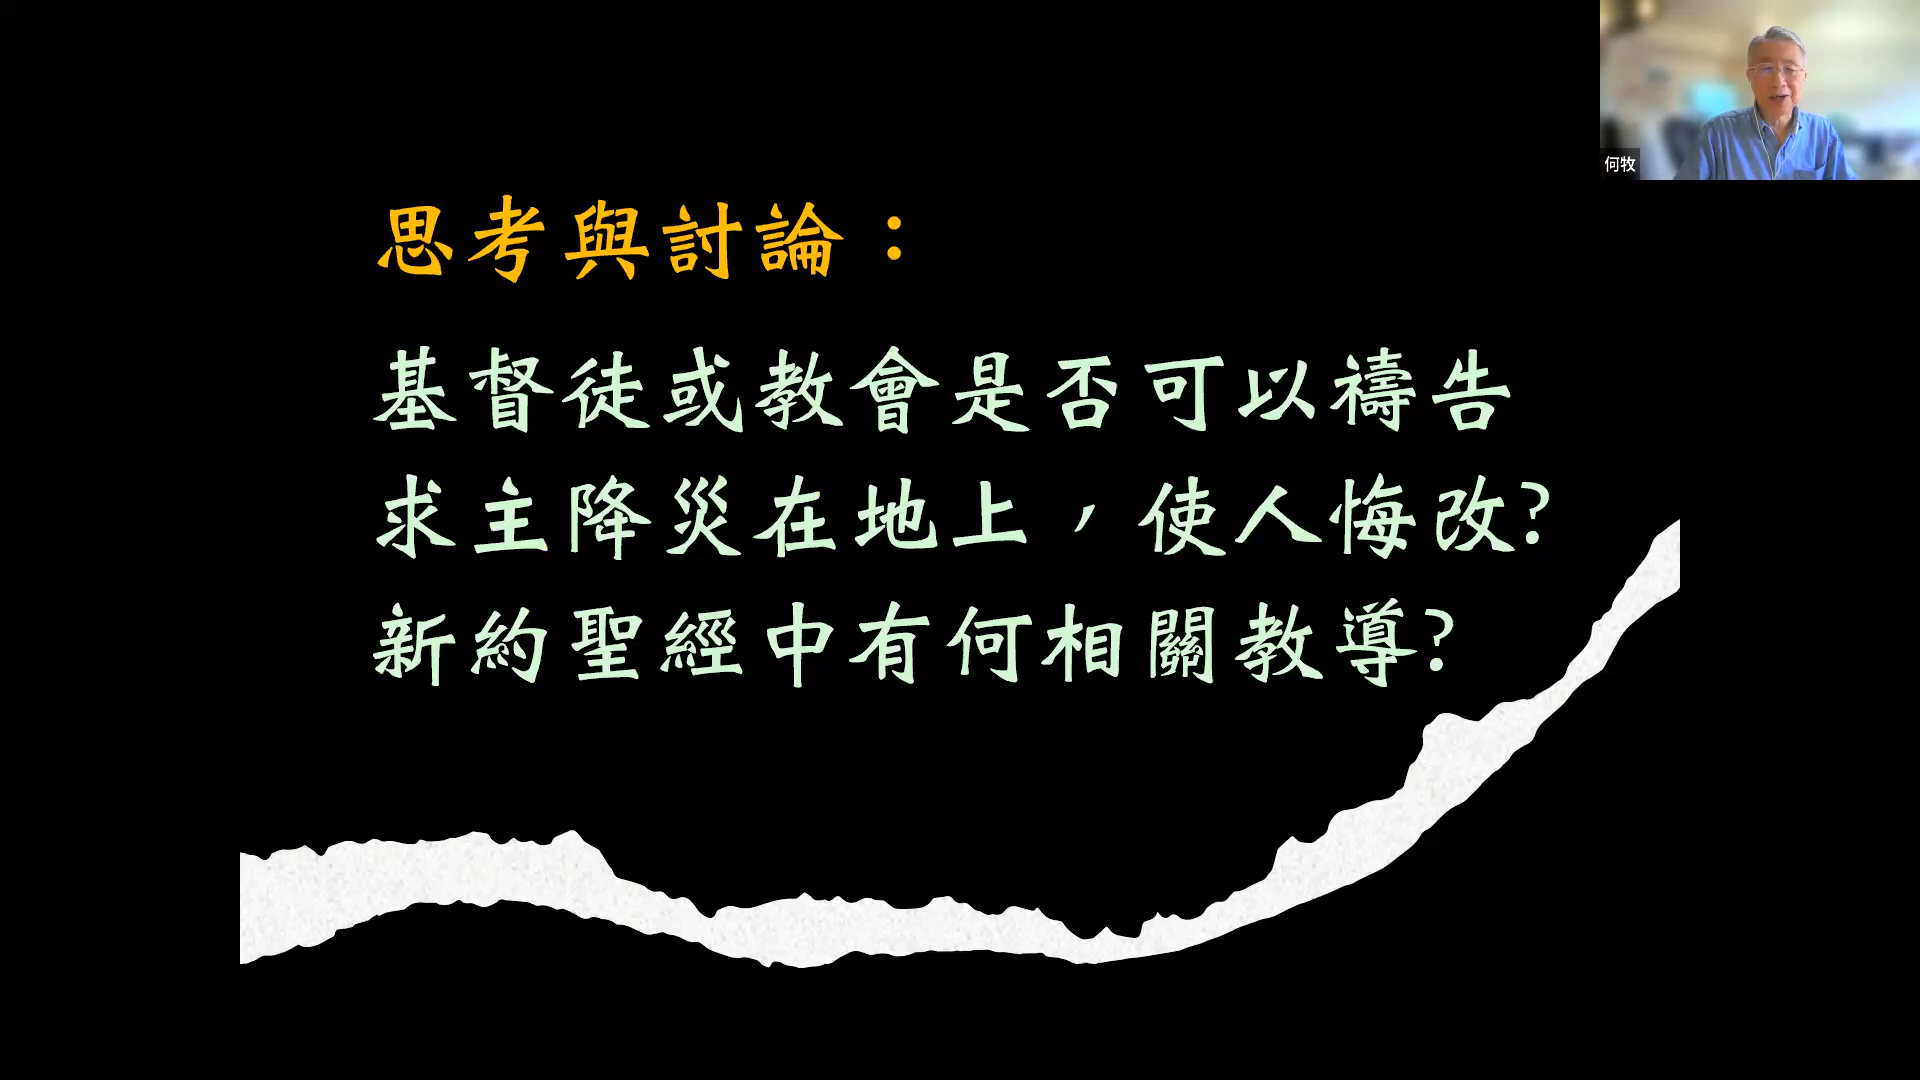 何牧
思考與討論：
基督徒或教會是否可以禱告
求主降災在地上，使人悔改?
新約聖經中有何相關教導?